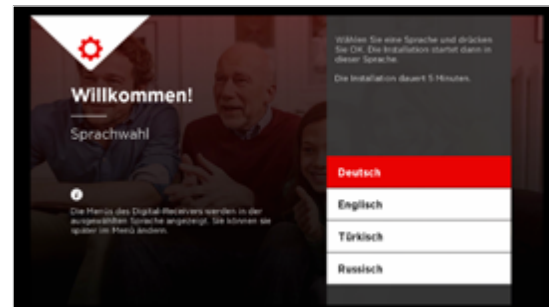 Willkommen!
Sprachwahl
Die Menüs des Digital-Receivers werden in der
ausgewählten Sprache angezeigt. Sie können sie
später im Menü ändern.
Wählen Sie eine Sprache und drücken
Sie OK. Die Installation startet dann in
dieser Sprache.
Die Installation dauert 5 Minuten.
Deutsch
Englisch
Türkisch
Russisch